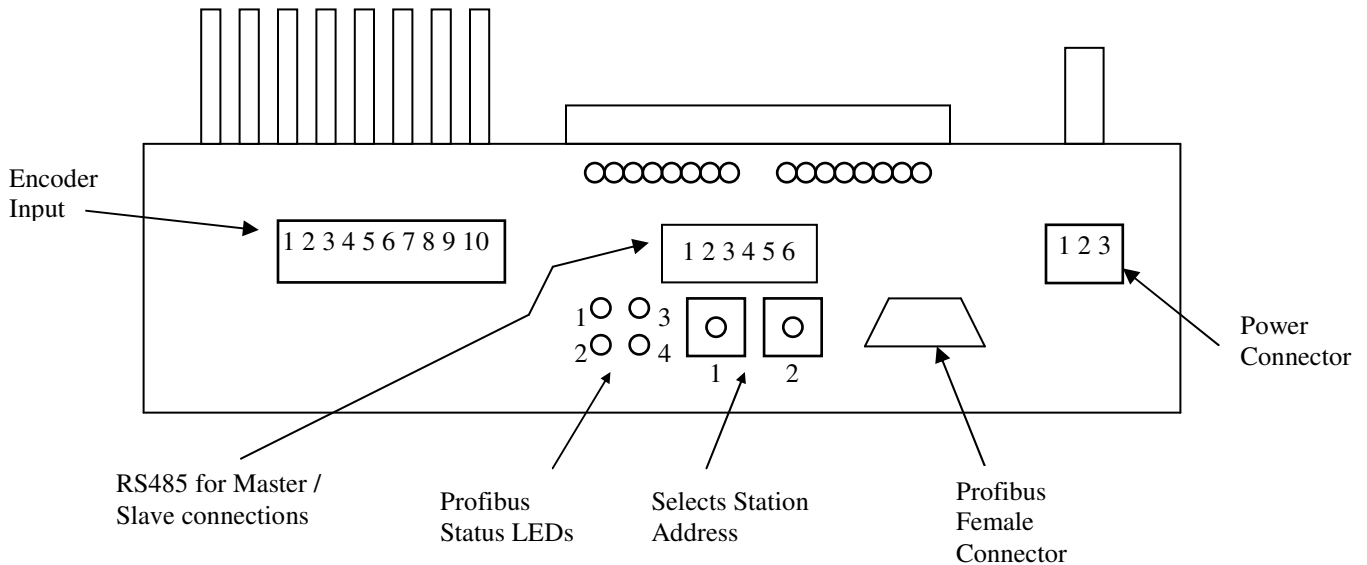 Encoder
Input
1 2 3 4 5 6 7 8 9 10
1 2 3 4 5 6
1 2 3
1
3
2
4
1
2
Power
Connector
RS485 for Master /
Slave connections
Profibus
Status LEDs
Selects Station
Address
Profibus
Female
Connector